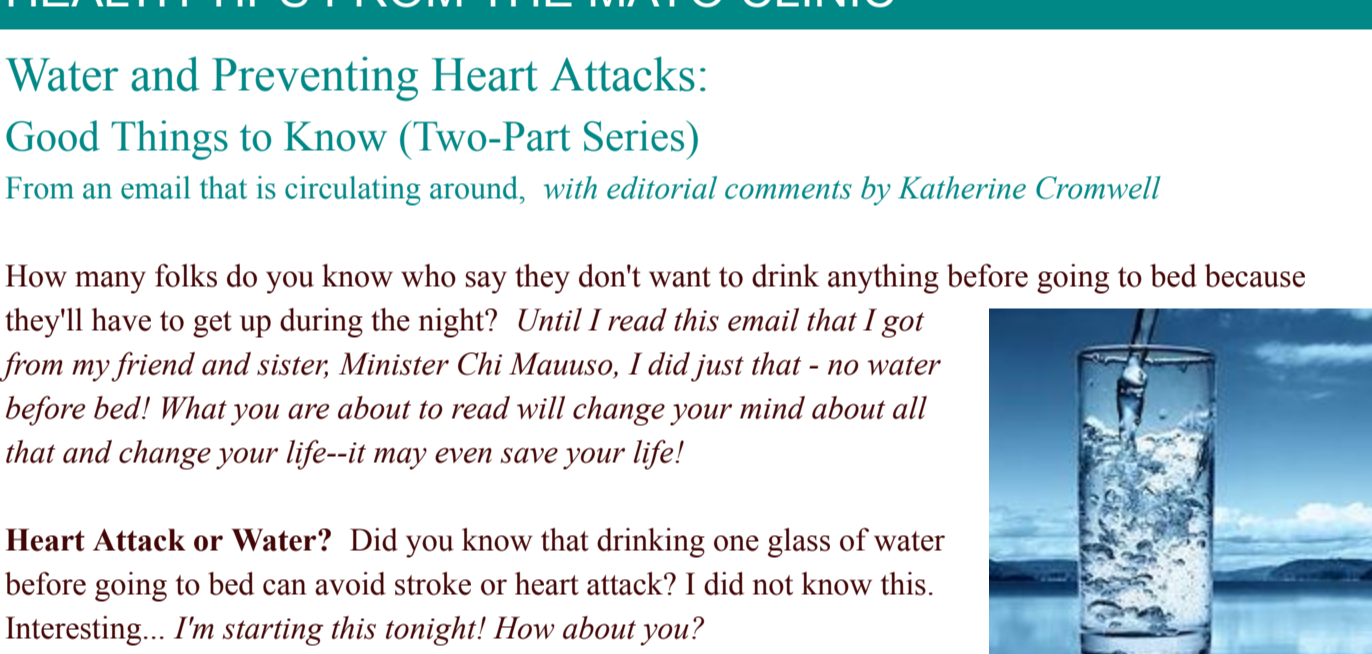 HEALTH TIPS FROM THE MAYO CLINIC
Water and Preventing Heart Attacks:
Good Things to Know (Two-Part Series)
From an email that is circulating around,  with editorial comments by Katherine Cromwell
How many folks do you know who say they don't want to drink anything before going to bed because
they'll have to get up during the night?  Until I read this email that I got
from my friend and sister, Minister Chi Mauuso, I did just that - no water
before bed! What you are about to read will change your mind about all
that and change your life--it may even save your life!
Heart Attack or Water?  Did you know that drinking one glass of water
before going to bed can avoid stroke or heart attack? I did not know this.
Interesting... I'm starting this tonight! How about you?